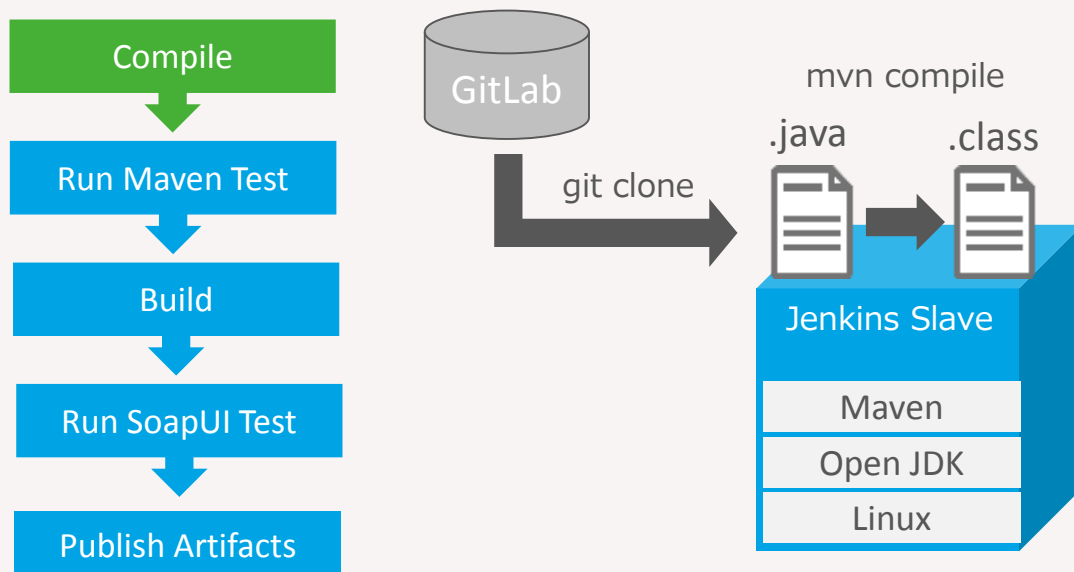 Compile
Run Maven Test
Build
Run SoapUI Test
Publish Artifacts
GitLab
git clone
mvn compile
.java
.class
Jenkins Slave
Maven
Open JDK
Linux